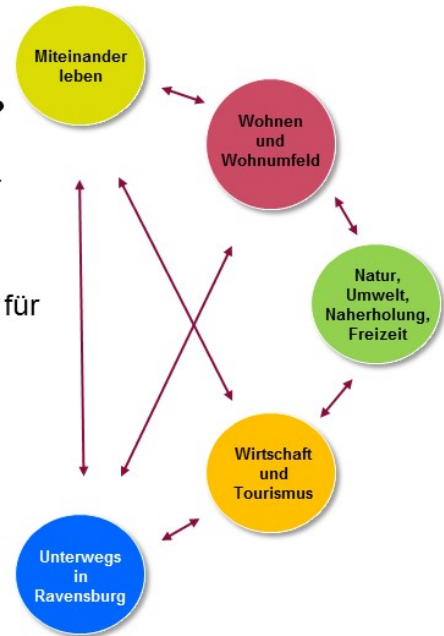 Miteinander
leben
Wohnen
und
Wohnumfeld
für
Natur,
Umwelt,
Naherholung,
Freizeit
Wirtschaft
und
Tourismus
Unterwegs
in
Ravensburg